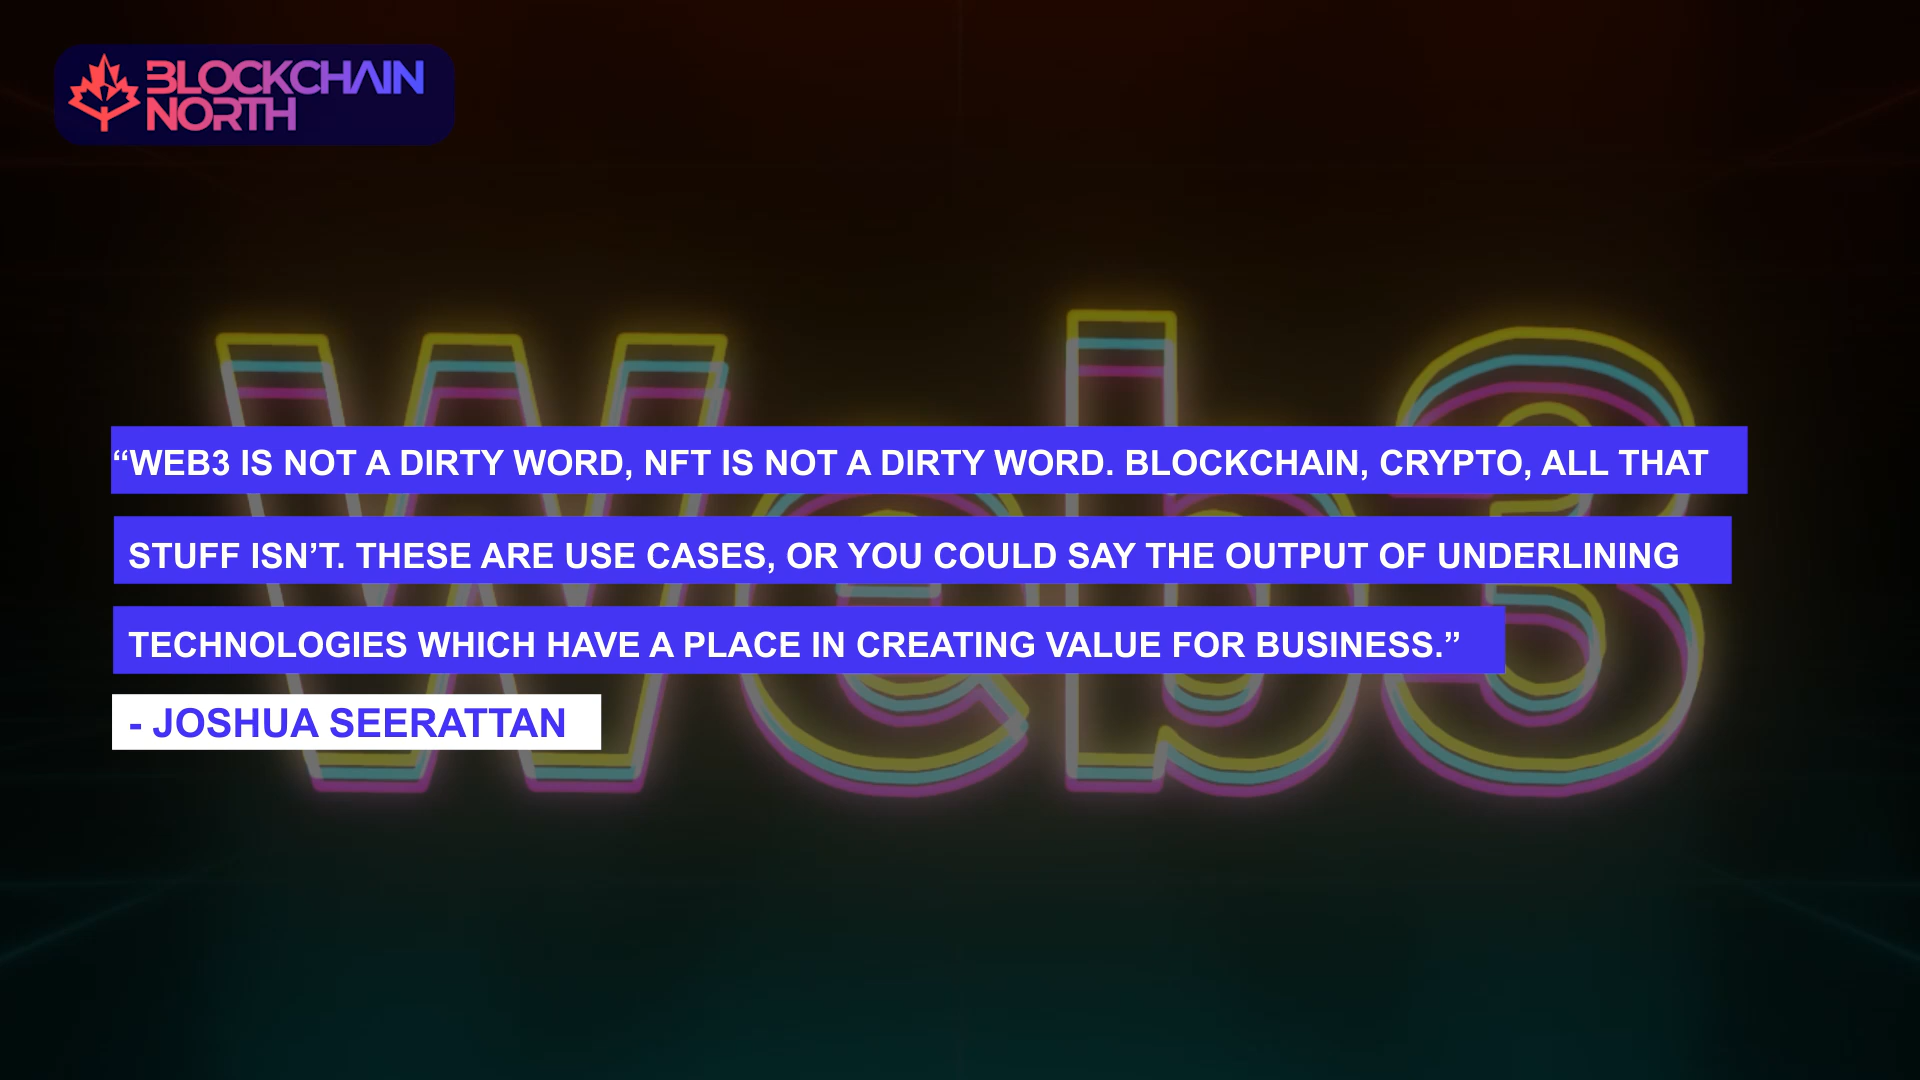 BLOCKCHAIN
NORTH
Web3
“WEB3 IS NOT A DIRTY WORD, NFT IS NOT A DIRTY WORD. BLOCKCHAIN, CRYPTO, ALL THAT
STUFF ISN’T. THESE ARE USE CASES, OR YOU COULD SAY THE OUTPUT OF UNDERLINING
TECHNOLOGIES WHICH HAVE A PLACE IN CREATING VALUE FOR BUSINESS.”
- JOSHUA SEERATTAN